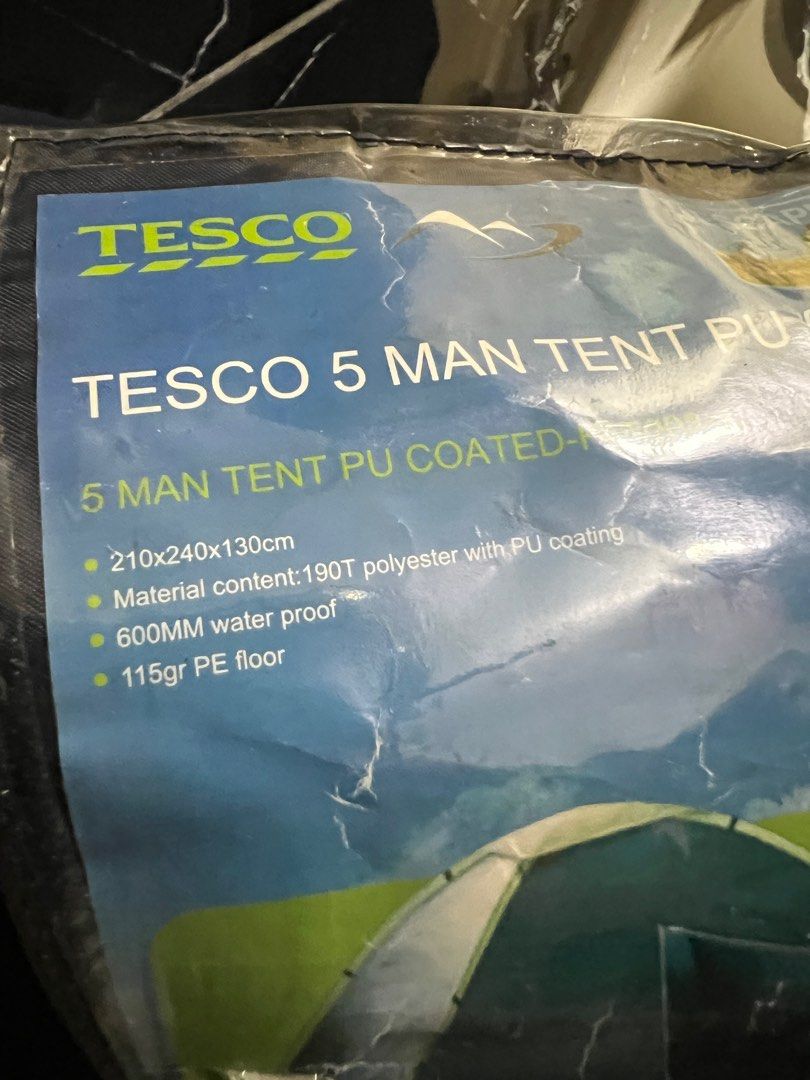 TESCO
TESCO 5 MAN TENT PU
5 MAN TENT PU COATED-
210x240x130cm
Material content:190T polyester with PU coating
600MM water proof
115gr PE floor